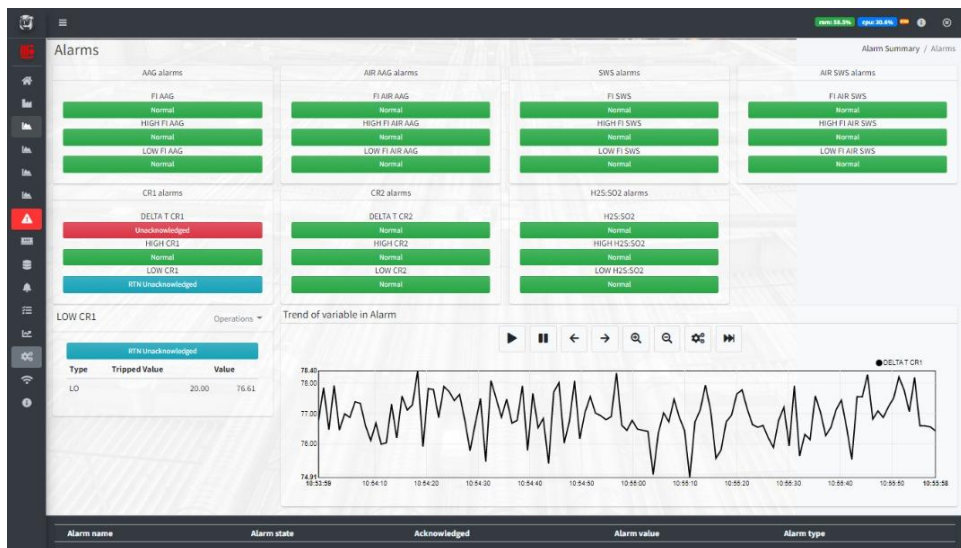 ram: 55.5% cpu: 30.6%
Alarms
Alarm Summary / Alarms
AAG alarms
FI AAG
Normal
HIGH FI AAG
Normal
LOW FI AAG
Normal
AIR AAG alarms
FI AIR AAG
Normal
HIGH FI AIR AAG
Normal
LOW FI AIR AAG
Normal
SWS alarms
FI SWS
Normal
HIGH FI SWS
Normal
LOW FI SWS
Normal
AIR SWS alarms
FI AIR SWS
Normal
HIGH FI AIR SWS
Normal
LOW FI AIR SWS
Normal
CR1 alarms
DELTA T CR1
Unacknowledged
HIGH CR1
Normal
LOW CR1
RTN Unacknowledged
CR2 alarms
DELTA T CR2
Normal
HIGH CR2
Normal
LOW CR2
Normal
H2S:SO2 alarms
H2S:SO2
Normal
HIGH H2S:SO2
Normal
LOW H2S:SO2
Normal
LOW CR1
Operations
RTN Unacknowledged
Type Tripped Value Value
LO 20.00 76.61
Trend of variable in Alarm
DELTA T CR1
78.40
78.00
77.00
76.00
74.91
10:53:59 10:54:10 10:54:20 10:54:30 10:54:40 10:54:50 10:55:00 10:55:10 10:55:20 10:55:30 10:55:40 10:55:50 10:55:58
Alarm name Alarm state Acknowledged Alarm value Alarm type